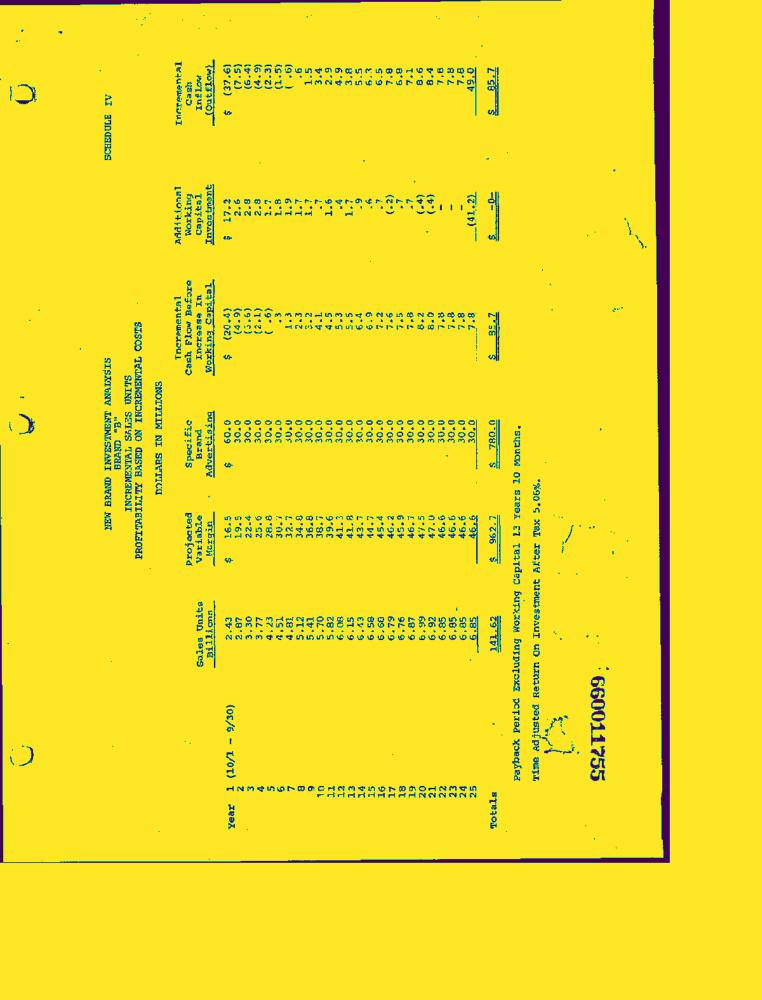 SCHEDULE IV
NEW BRAND INVESTMENT ANALYSIS
BRAND "B"
INCREMENTAL SALES UNITS
PROFITABILITY BASED ON INCREMENTAL COSTS
DOLLARS IN MILLIONS
Sales Units Billions Projected Variable Margin Specific Brand Advertising Incremental Cash Flow Before Increase In Working Capital Additional Working Capital Investment Incremental Cash Inflow (Outflow)
Year 1 (10/1 - 9/30) 2.43 $ 16.5 $ 60.0 $ (20.4) $ 17.2 $ (37.6)
2 2.87 19.5 30.0 (4.9) 2.6 (7.5)
3 3.30 22.4 30.0 (3.6) 2.8 (6.4)
4 3.77 25.6 30.0 (2.1) 2.8 (4.9)
5 4.23 28.8 30.0 (.6) 1.7 (2.3)
6 4.51 30.7 30.0 .3 1.8 (1.5)
7 4.81 32.7 30.0 1.3 1.9 (.6)
8 5.12 34.8 30.0 2.3 1.7 .6
9 5.41 36.8 30.0 3.2 1.7 1.5
10 5.70 38.7 30.0 4.1 .7 3.4
11 5.82 39.6 30.0 4.5 1.6 2.9
12 6.08 41.3 30.0 5.3 .4 4.9
13 6.15 41.8 30.0 5.5 1.7 3.8
14 6.43 43.7 30.0 6.4 .9 5.5
15 6.58 44.7 30.0 6.9 .6 6.3
16 6.68 45.4 30.0 7.2 .7 6.5
17 6.79 46.2 30.0 7.6 (.2) 7.8
18 6.76 45.9 30.0 7.5 .7 6.8
19 6.87 46.7 30.0 7.8 .7 7.1
20 6.99 47.5 30.0 8.2 (.4) 8.6
21 6.92 47.0 30.0 8.0 (.4) 8.4
22 6.85 46.6 30.0 7.8 - 7.8
23 6.85 46.6 30.0 7.8 - 7.8
24 6.85 46.6 30.0 7.8 - 7.8
25 6.85 46.6 30.0 7.8 (41.2) 49.0
Totals 141.62 $ 962.7 $ 780.0 $ 85.7 $ -0- $ 85.7
Payback Period Excluding Working Capital 13 Years 10 Months.
Time Adjusted Return On Investment After Tax 5.06%.
660011755